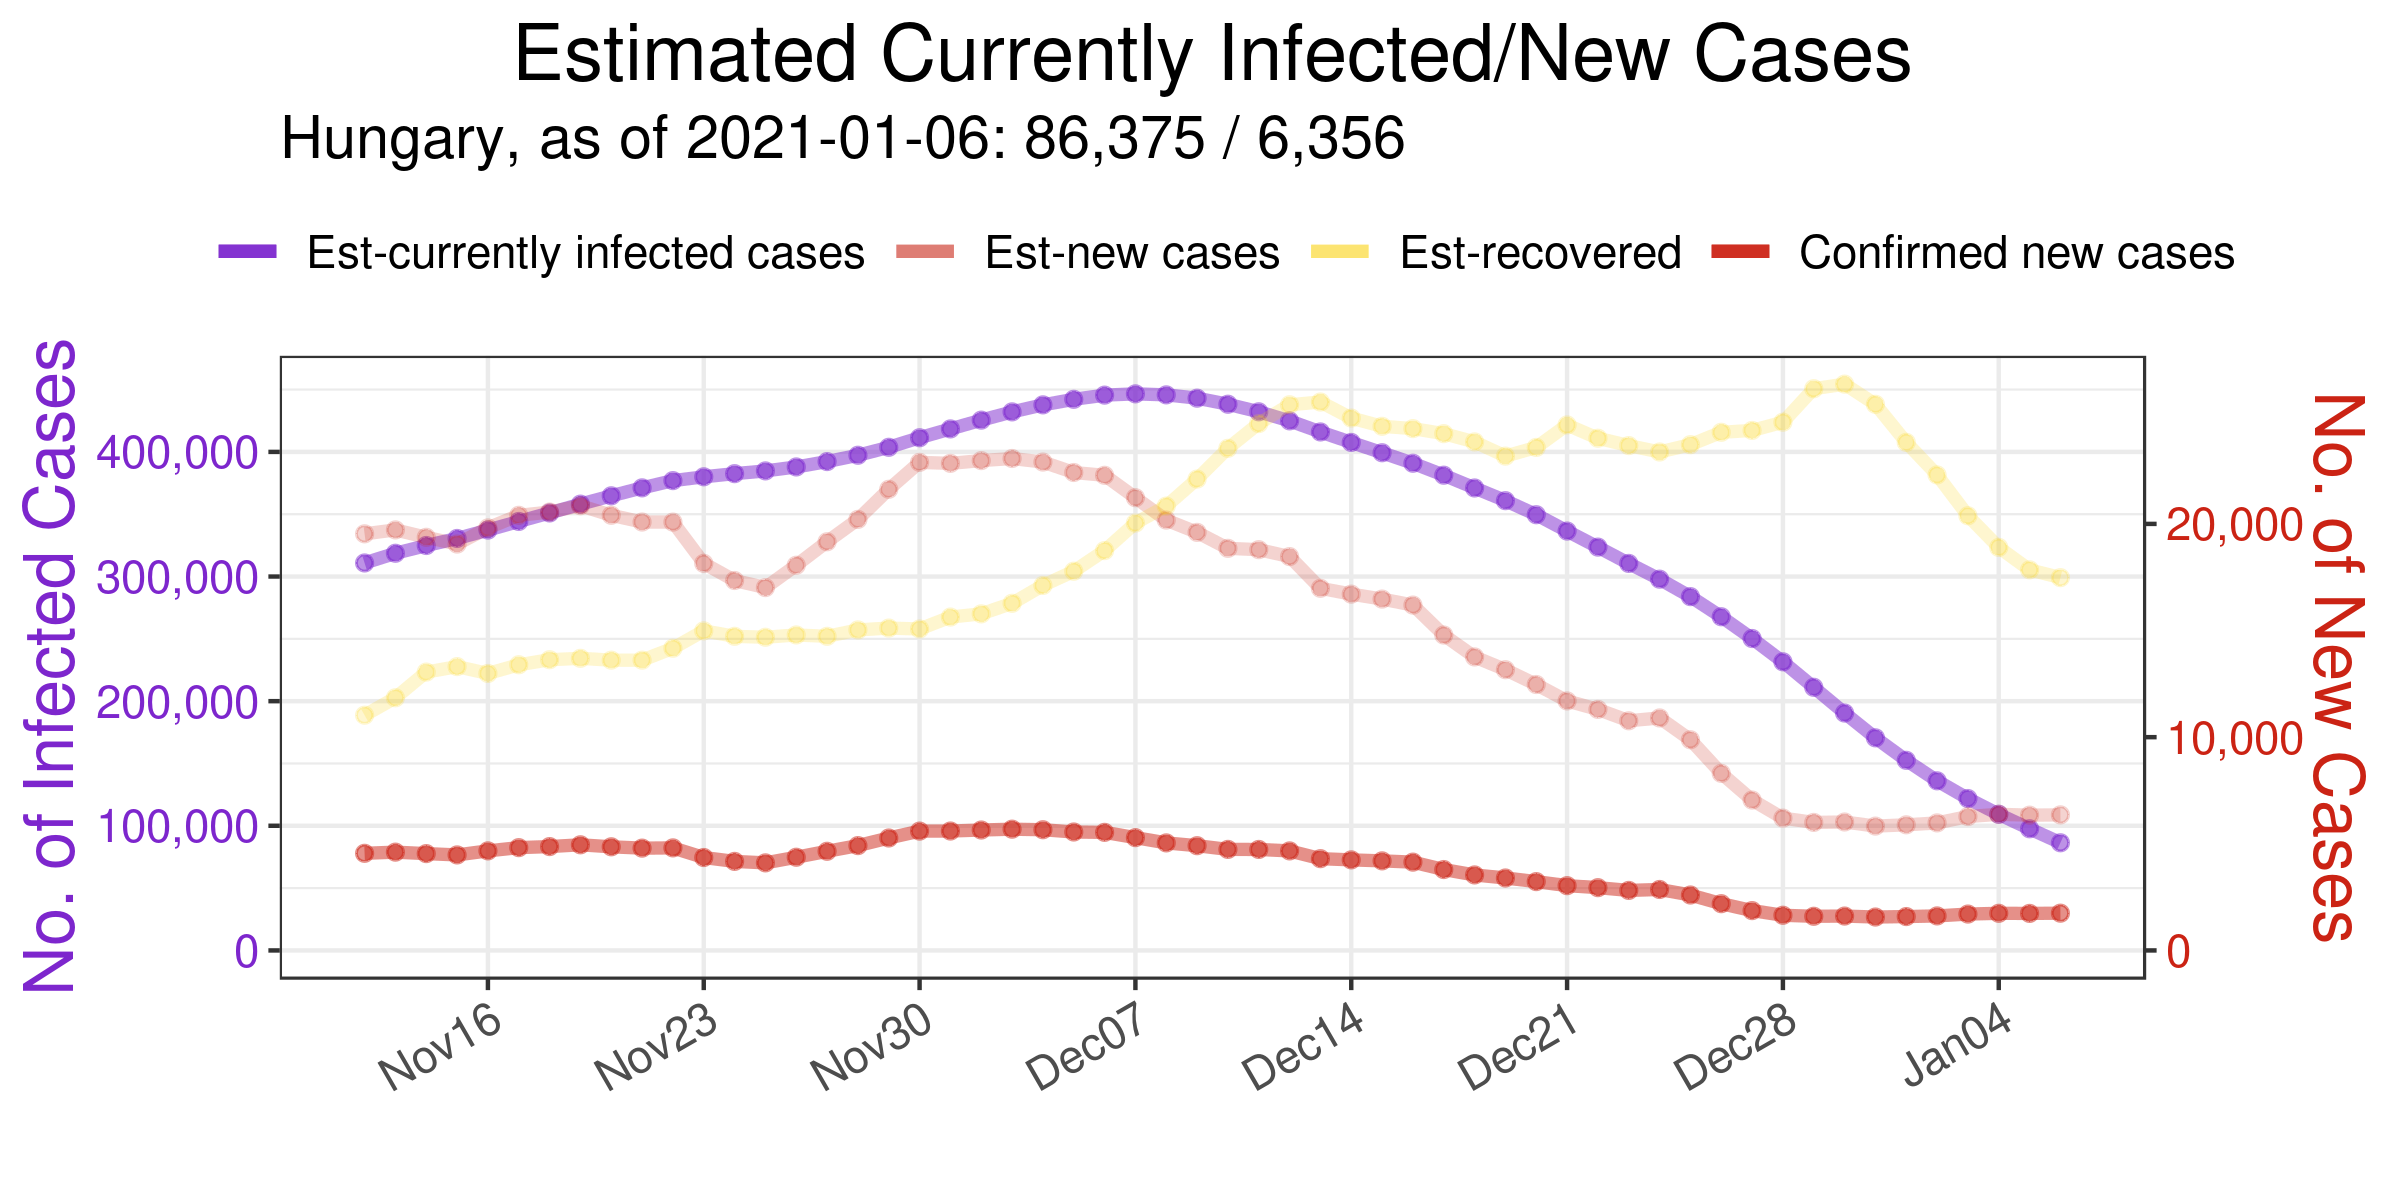 Estimated Currently Infected/New Cases
Hungary, as of 2021-01-06: 86,375 / 6,356
Est-currently infected cases Est-new cases Est-recovered Confirmed new cases
No. of Infected Cases
400,000
300,000
200,000
100,000
0
20,000
10,000
0
No. of New Cases
Nov16 Nov23 Nov30 Dec07 Dec14 Dec21 Dec28 Jan04